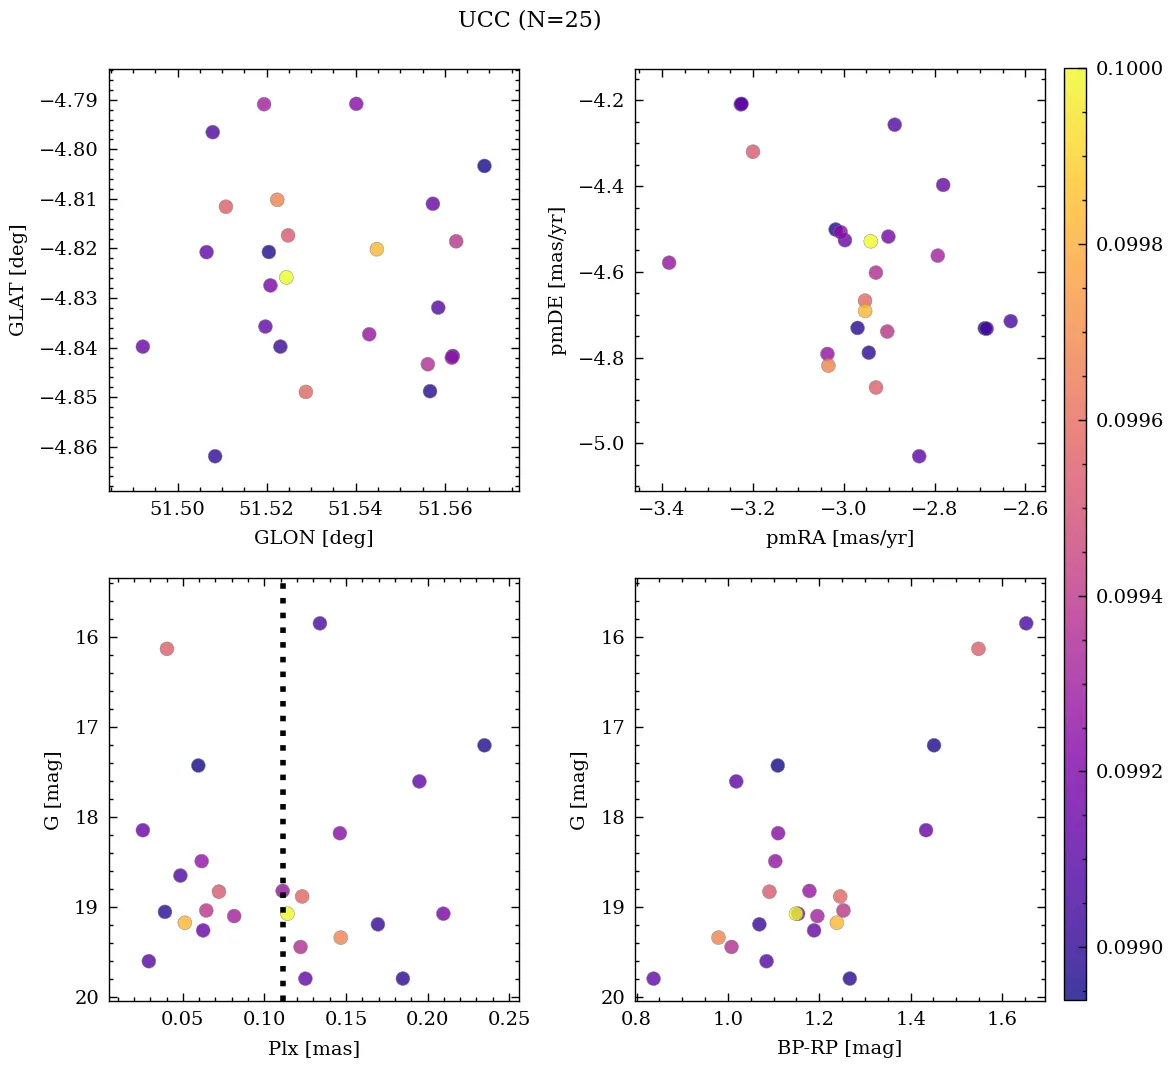 UCC (N=25)
−4.79
−4.80
−4.81
−4.82
−4.83
−4.84
−4.85
−4.86
GLAT [deg]
51.50 51.52 51.54 51.56
GLON [deg]
−4.2
−4.4
−4.6
−4.8
−5.0
pmDE [mas/yr]
−3.4 −3.2 −3.0 −2.8 −2.6
pmRA [mas/yr]
16
17
18
19
20
G [mag]
0.05 0.10 0.15 0.20 0.25
Plx [mas]
16
17
18
19
20
G [mag]
0.8 1.0 1.2 1.4 1.6
BP-RP [mag]
0.1000
0.0998
0.0996
0.0994
0.0992
0.0990